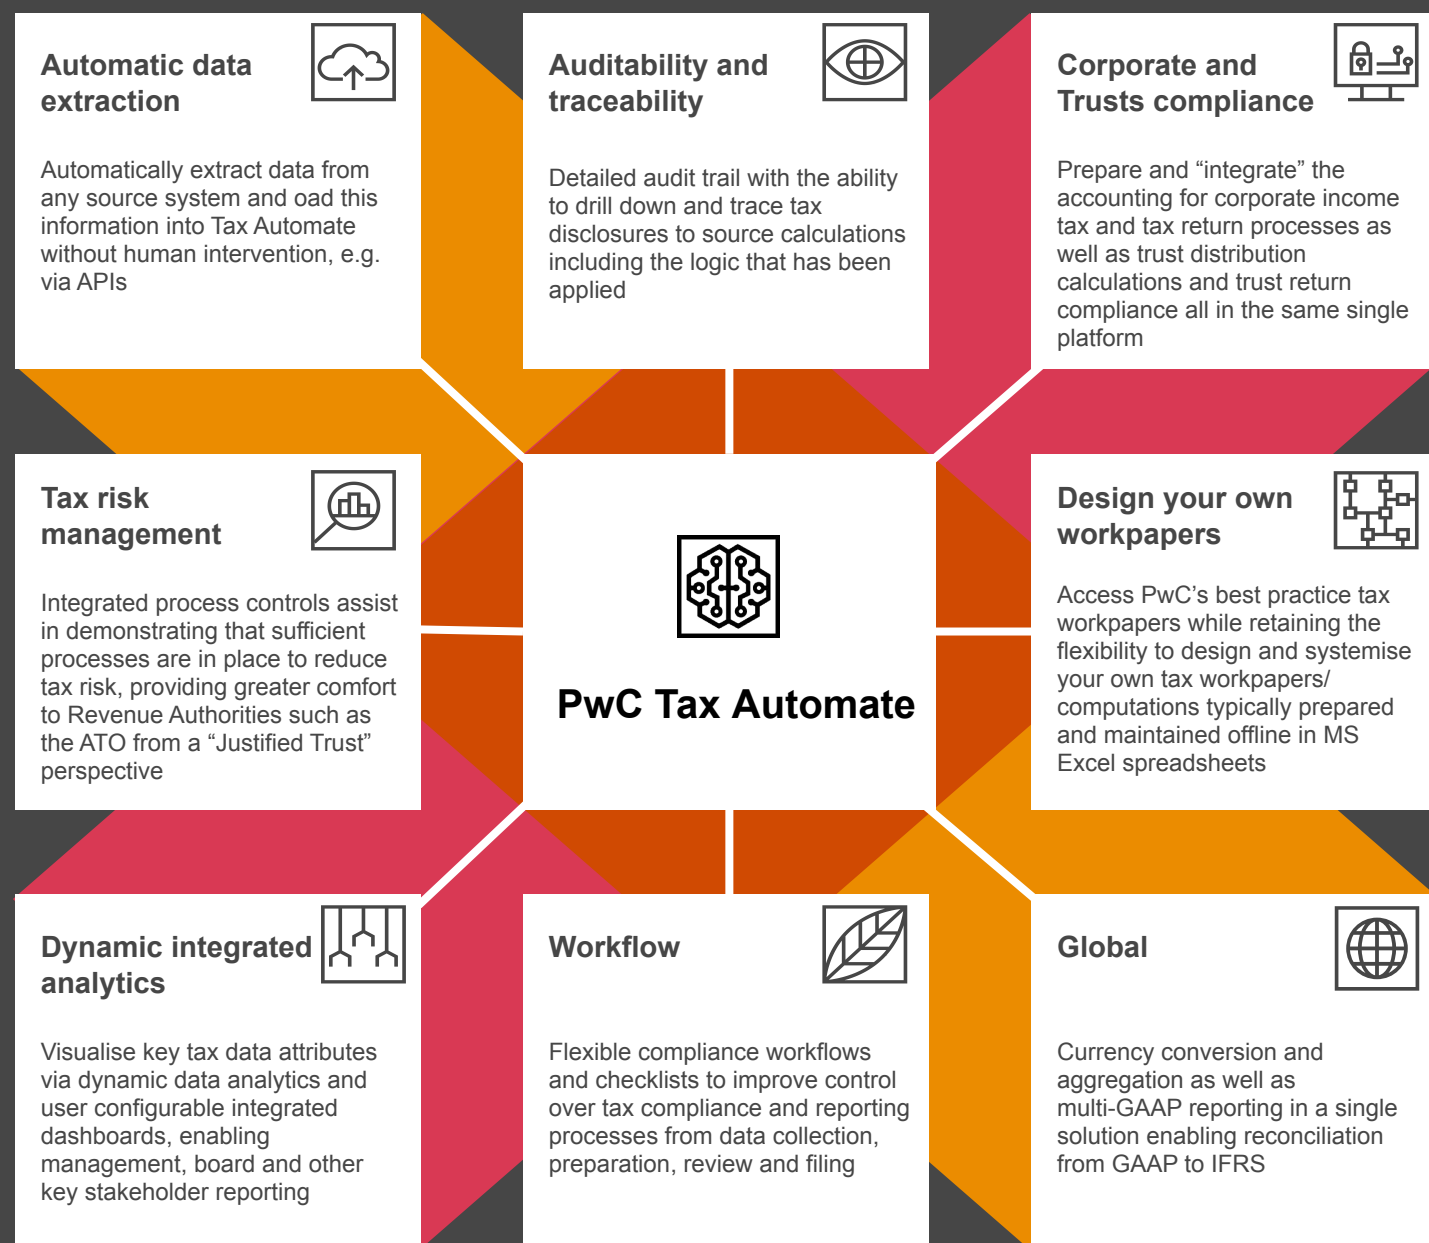 Automatic data
extraction
Automatically extract data from
any source system and oad this
information into Tax Automate
without human intervention, e.g.
via APIs
Auditability and
traceability
Detailed audit trail with the ability
to drill down and trace tax
disclosures to source calculations
including the logic that has been
applied
Corporate and
Trusts compliance
Prepare and “integrate” the
accounting for corporate income
tax and tax return processes as
well as trust distribution
calculations and trust return
compliance all in the same single
platform
Tax risk
management
Integrated process controls assist
in demonstrating that sufficient
processes are in place to reduce
tax risk, providing greater comfort
to Revenue Authorities such as
the ATO from a “Justified Trust”
perspective
PwC Tax Automate
Design your own
workpapers
Access PwC’s best practice tax
workpapers while retaining the
flexibility to design and systemise
your own tax workpapers/
computations typically prepared
and maintained offline in MS
Excel spreadsheets
Dynamic integrated
analytics
Visualise key tax data attributes
via dynamic data analytics and
user configurable integrated
dashboards, enabling
management, board and other
key stakeholder reporting
Workflow
Flexible compliance workflows
and checklists to improve control
over tax compliance and reporting
processes from data collection,
preparation, review and filing
Global
Currency conversion and
aggregation as well as
multi-GAAP reporting in a single
solution enabling reconciliation
from GAAP to IFRS